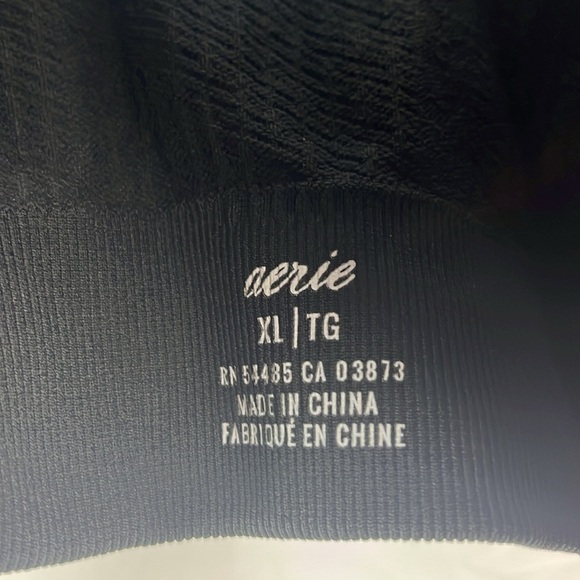 aerie
XL | TG
RN 54485 CA 03873
MADE IN CHINA
FABRIQUÉ EN CHINE